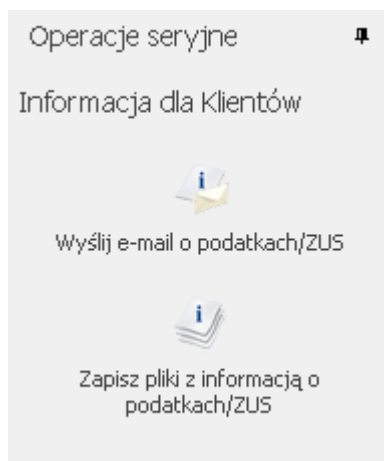 Operacje seryjne
Informacja dla Klientów
Wyślij e-mail o podatkach/ZUS
Zapisz pliki z informacją o
podatkach/ZUS